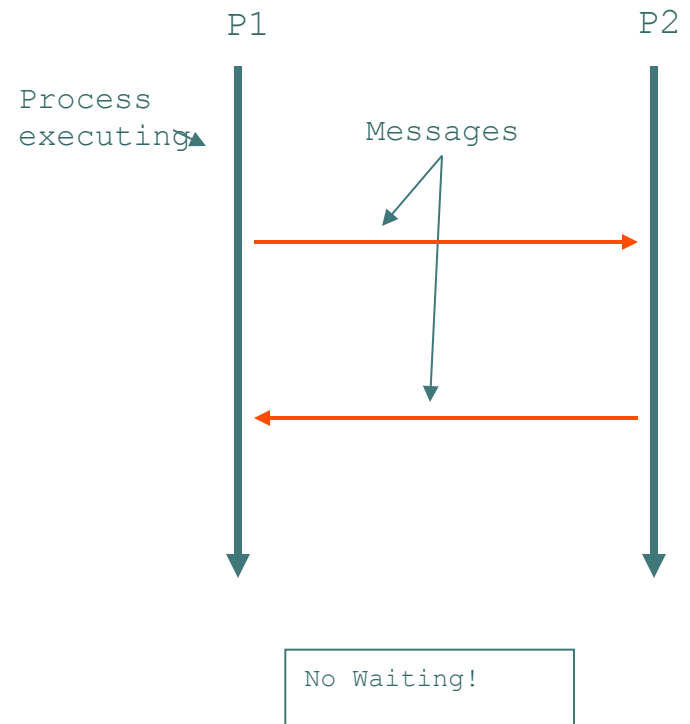 P1
P2
Process
executing
Messages
No Waiting!